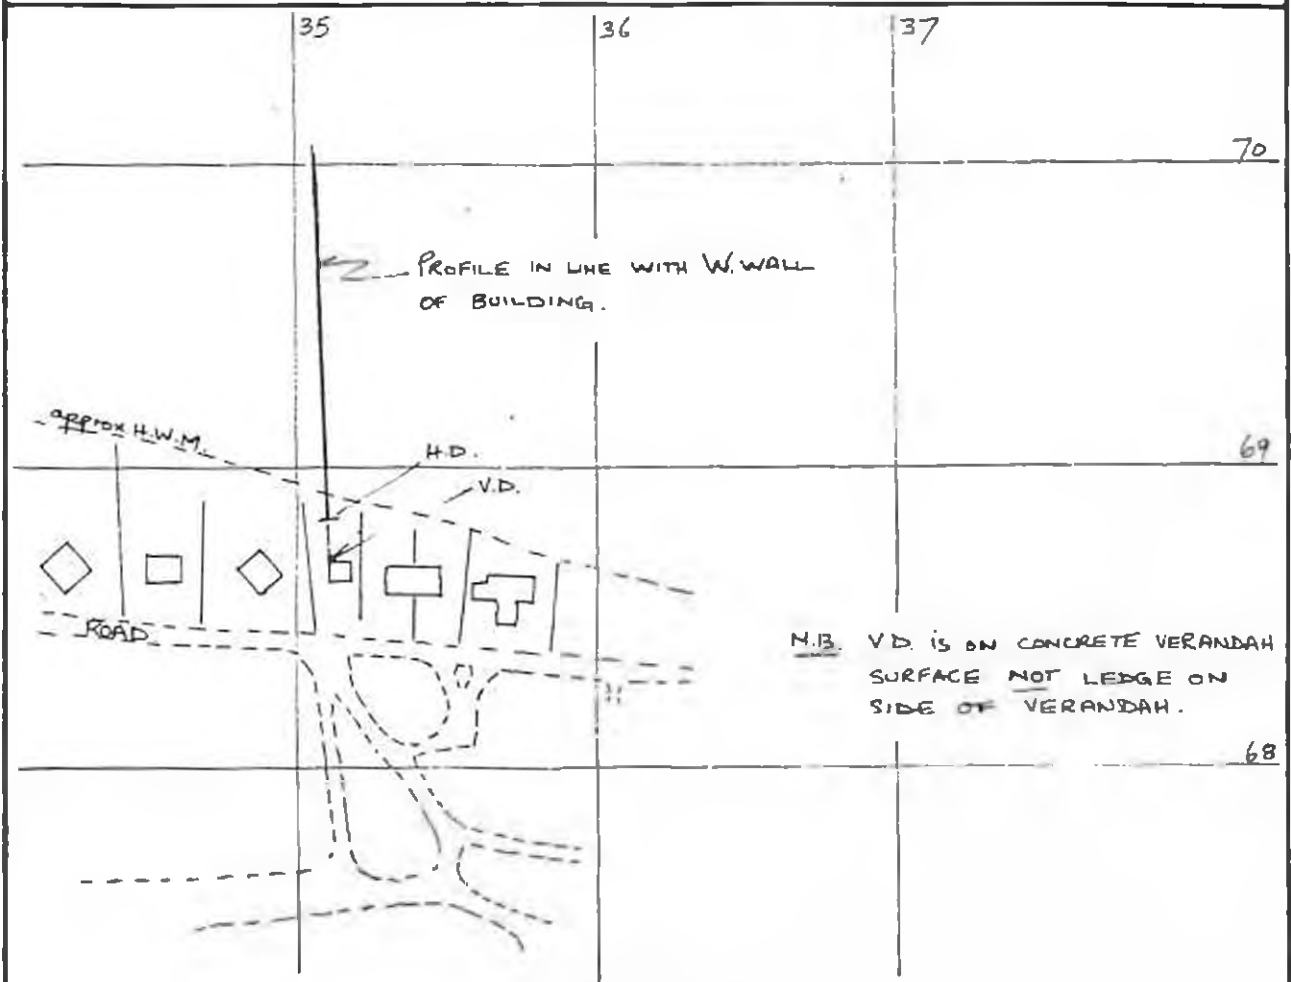 35
36
37
70
PROFILE IN LINE WITH W. WALL
OF BUILDING.
approx H.W.M.
69
H.D.
V.D.
ROAD
N.B. V.D. is ON CONCRETE VERANDAH
SURFACE NOT LEDGE ON
SIDE OF VERANDAH.
68